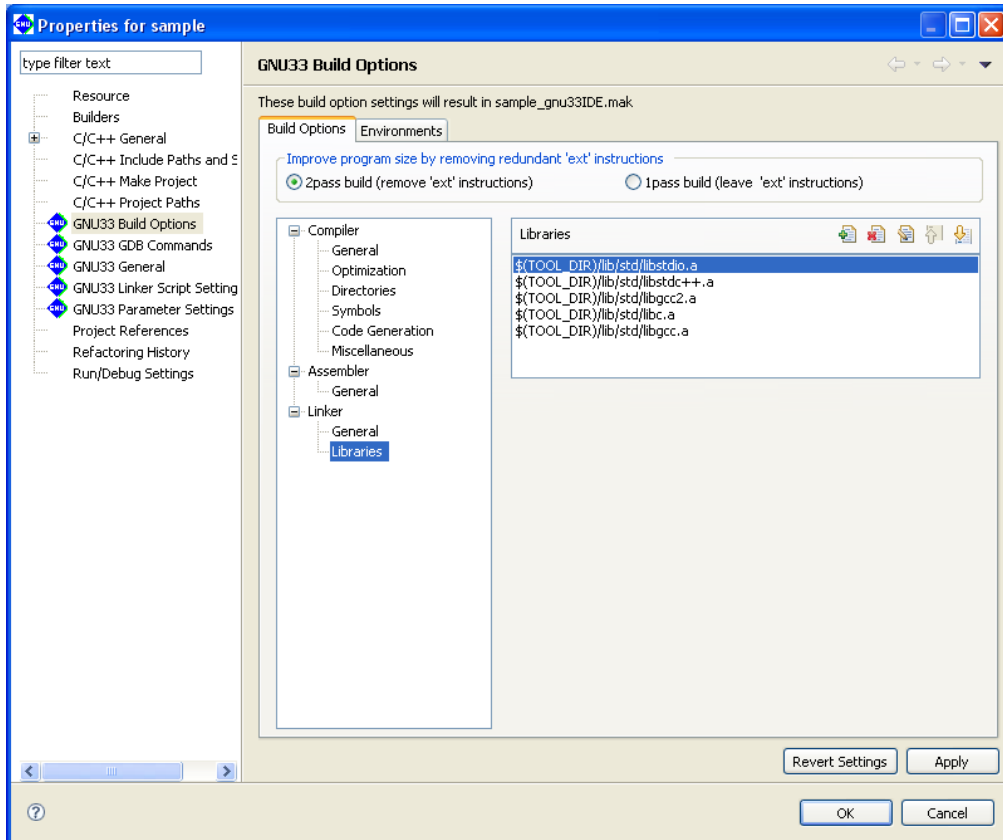 Properties for sample
type filter text
Resource
Builders
C/C++ General
C/C++ Include Paths and S
C/C++ Make Project
C/C++ Project Paths
GNU33 Build Options
GNU33 GDB Commands
GNU33 General
GNU33 Linker Script Setting
GNU33 Parameter Settings
Project References
Refactoring History
Run/Debug Settings
GNU33 Build Options
These build option settings will result in sample_gnu33IDE.mak
Build Options Environments
Improve program size by removing redundant 'ext' instructions
2pass build (remove 'ext' instructions) 1pass build (leave 'ext' instructions)
Compiler
General
Optimization
Directories
Symbols
Code Generation
Miscellaneous
Assembler
General
Linker
General
Libraries
Libraries
$(TOOL_DIR)/lib/std/libstdio.a
$(TOOL_DIR)/lib/std/libstdc++.a
$(TOOL_DIR)/lib/std/libgcc2.a
$(TOOL_DIR)/lib/std/libc.a
$(TOOL_DIR)/lib/std/libgcc.a
Revert Settings Apply
OK Cancel